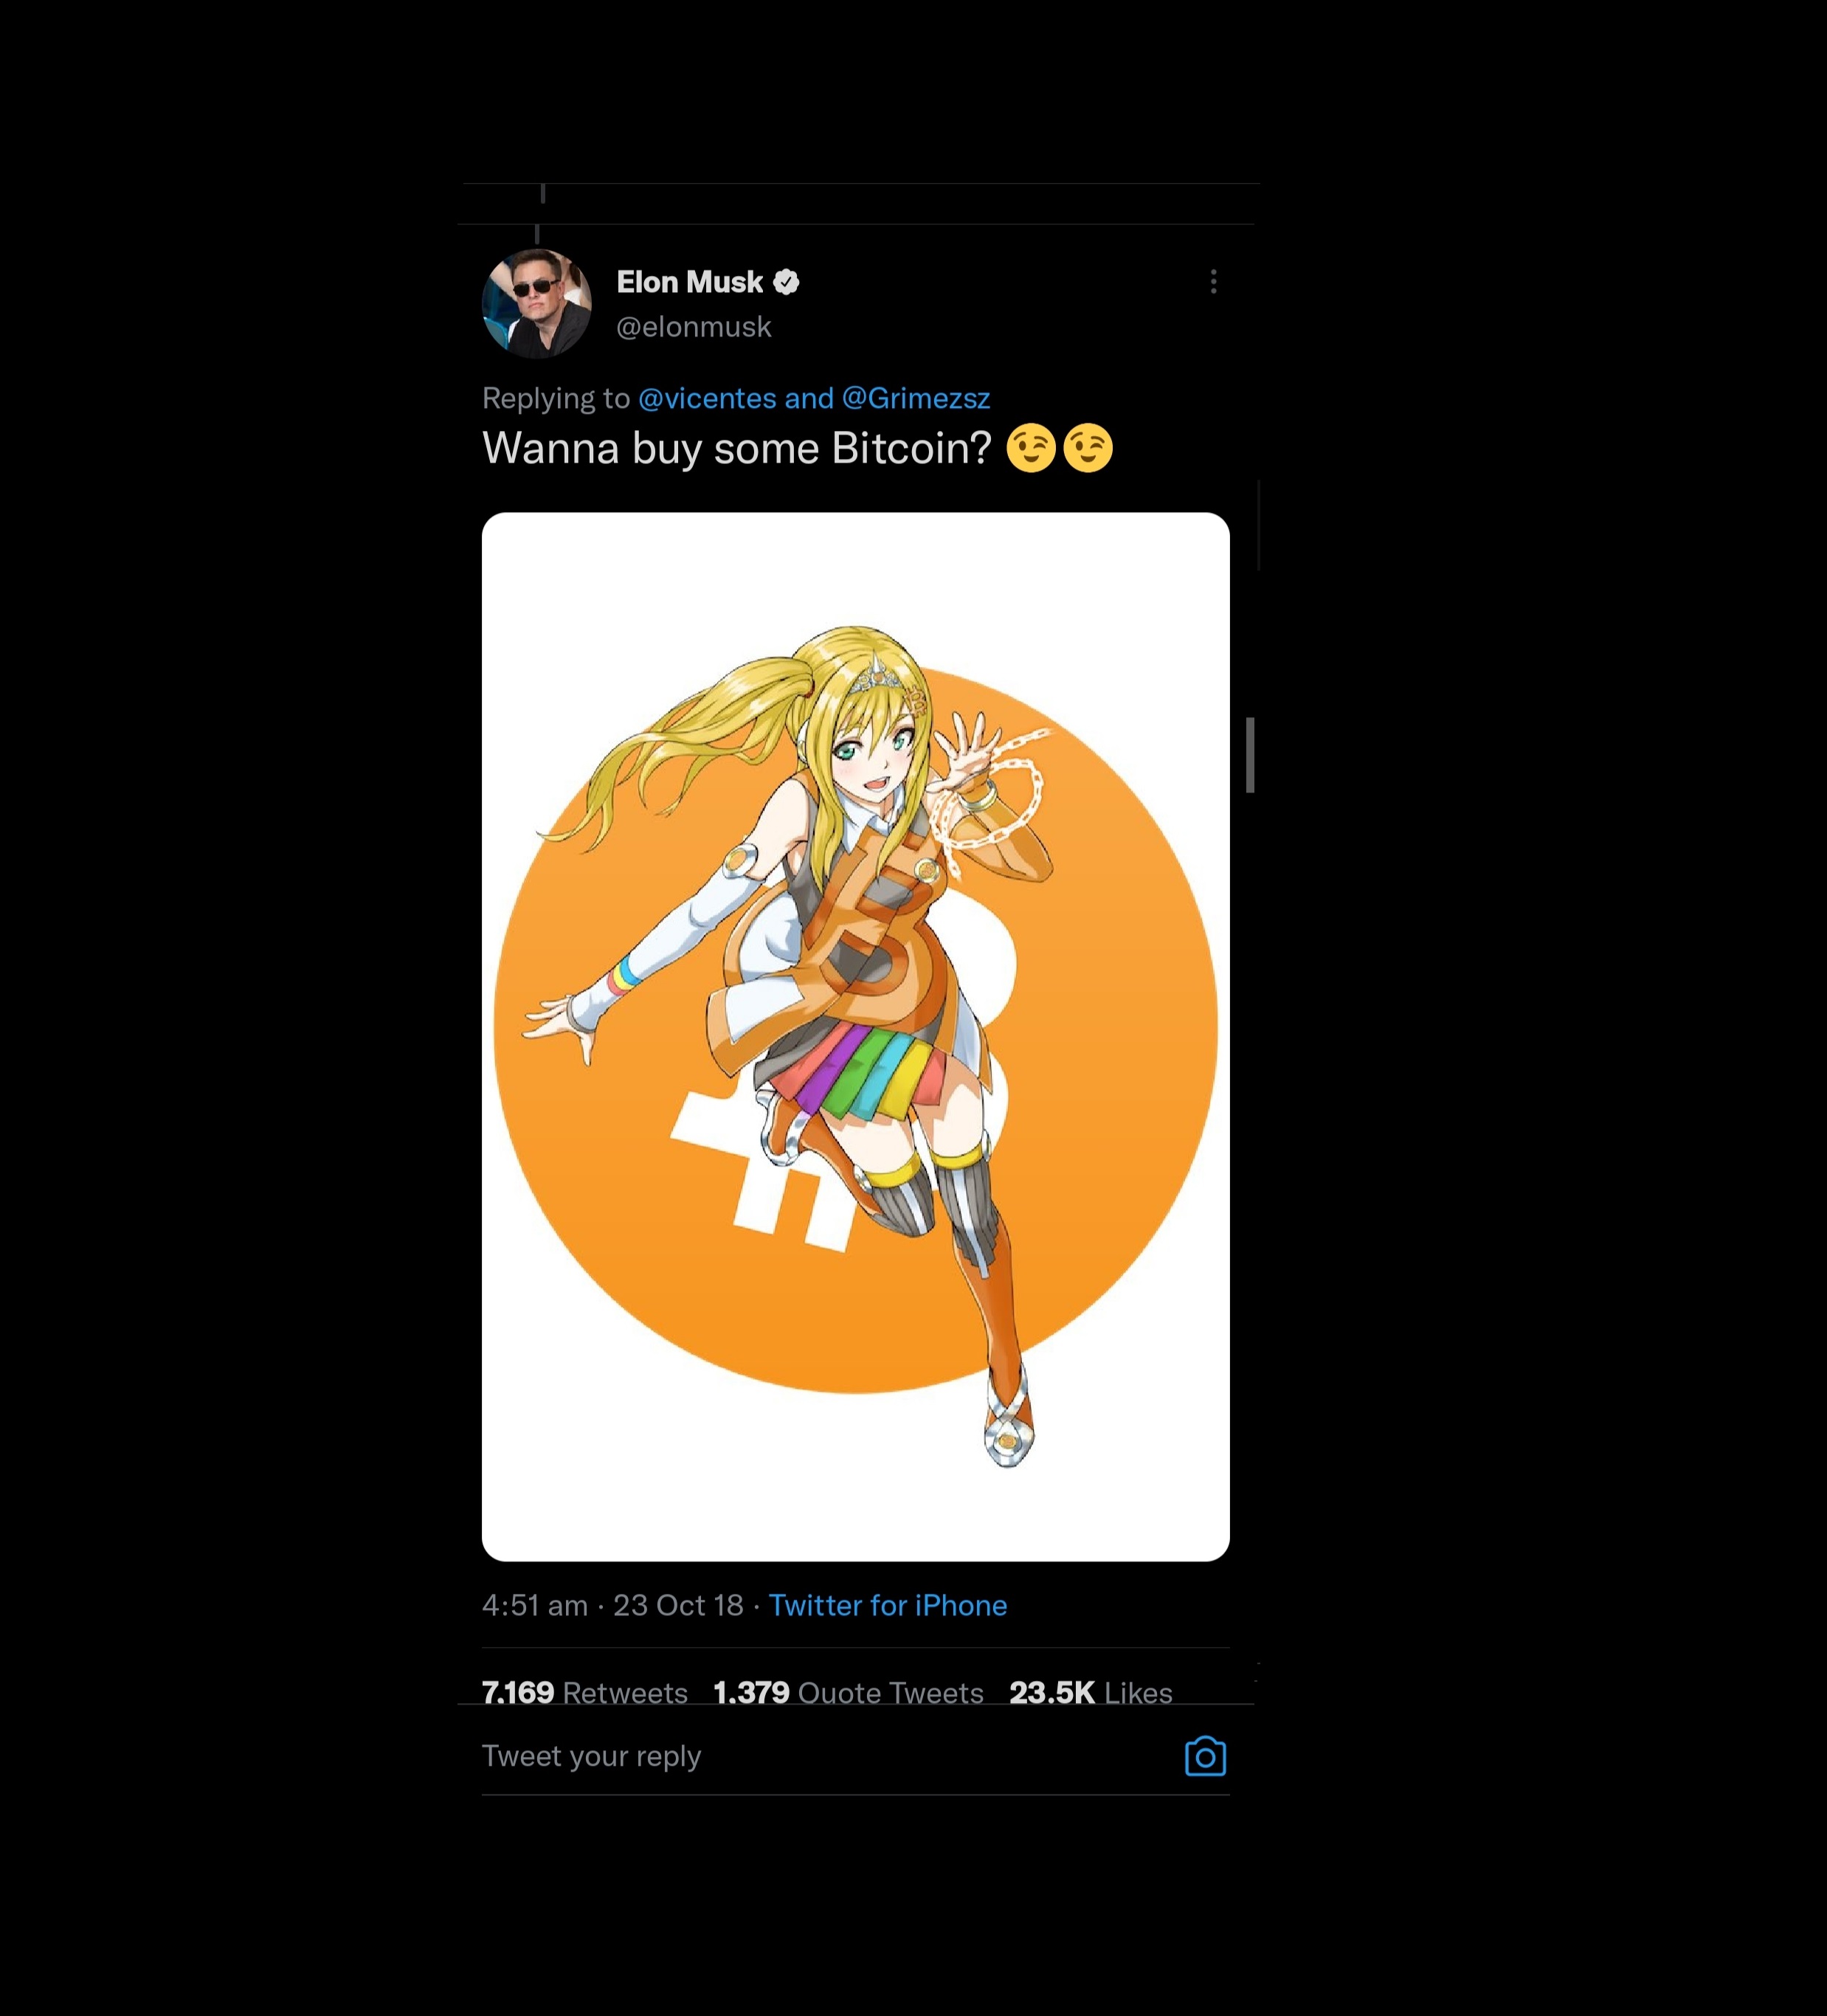 Elon Musk
@elonmusk
Replying to @vicentes and @Grimezsz
Wanna buy some Bitcoin? 😉😉
4:51 am · 23 Oct 18 · Twitter for iPhone
7,169 Retweets 1,379 Quote Tweets 23.5K Likes
Tweet your reply